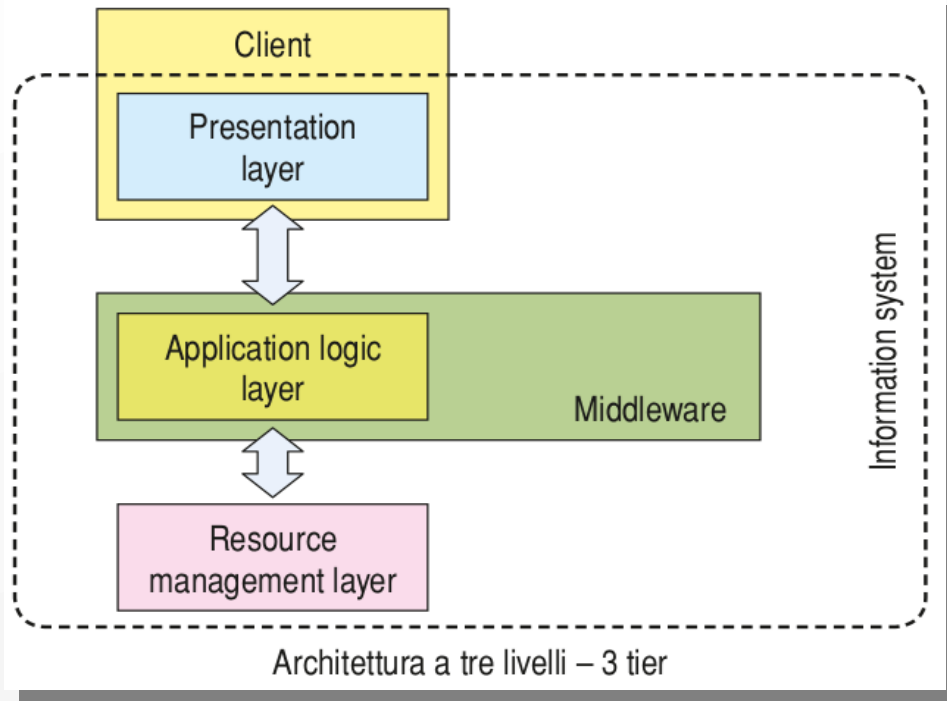 Client
Presentation
layer
Application logic
layer
Middleware
Resource
management layer
Information system
Architettura a tre livelli – 3 tier